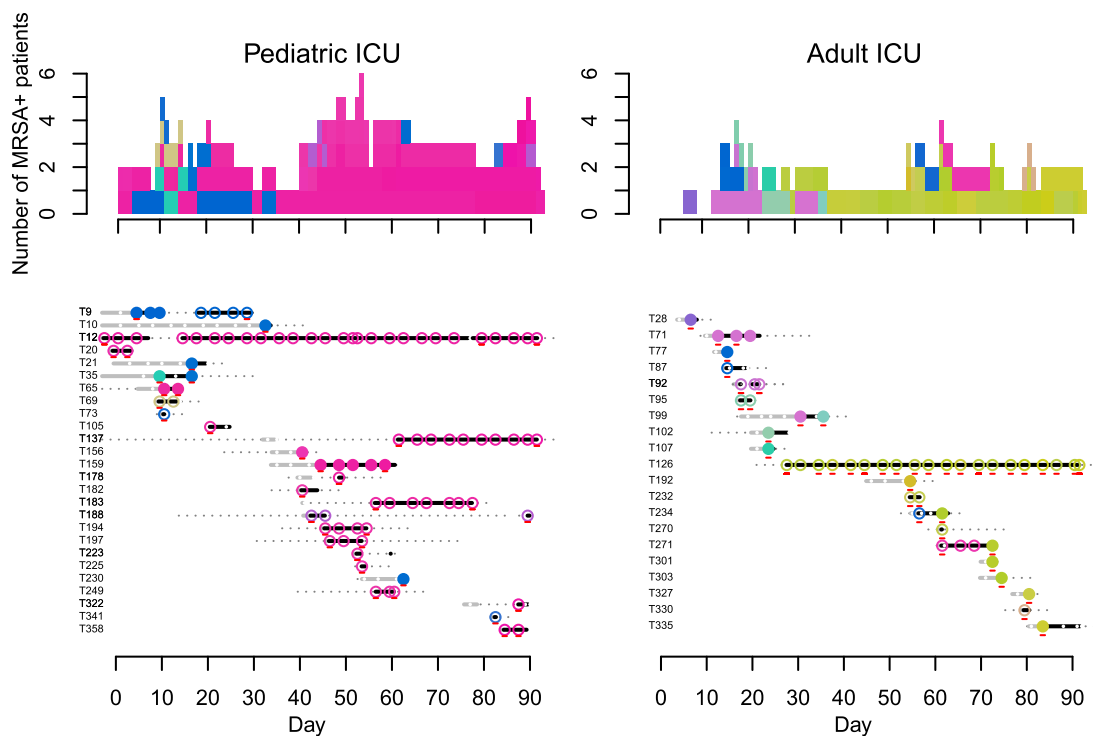 Number of MRSA+ patients
Pediatric ICU
Adult ICU
6
4
2
0
6
4
2
0
T9
T10
T12
T20
T21
T35
T65
T69
T73
T105
T137
T156
T159
T178
T182
T183
T188
T194
T197
T223
T225
T230
T249
T322
T341
T358
T28
T71
T77
T87
T92
T95
T99
T102
T107
T126
T192
T232
T234
T270
T271
T301
T303
T327
T330
T335
0 10 20 30 40 50 60 70 80 90
Day
0 10 20 30 40 50 60 70 80 90
Day